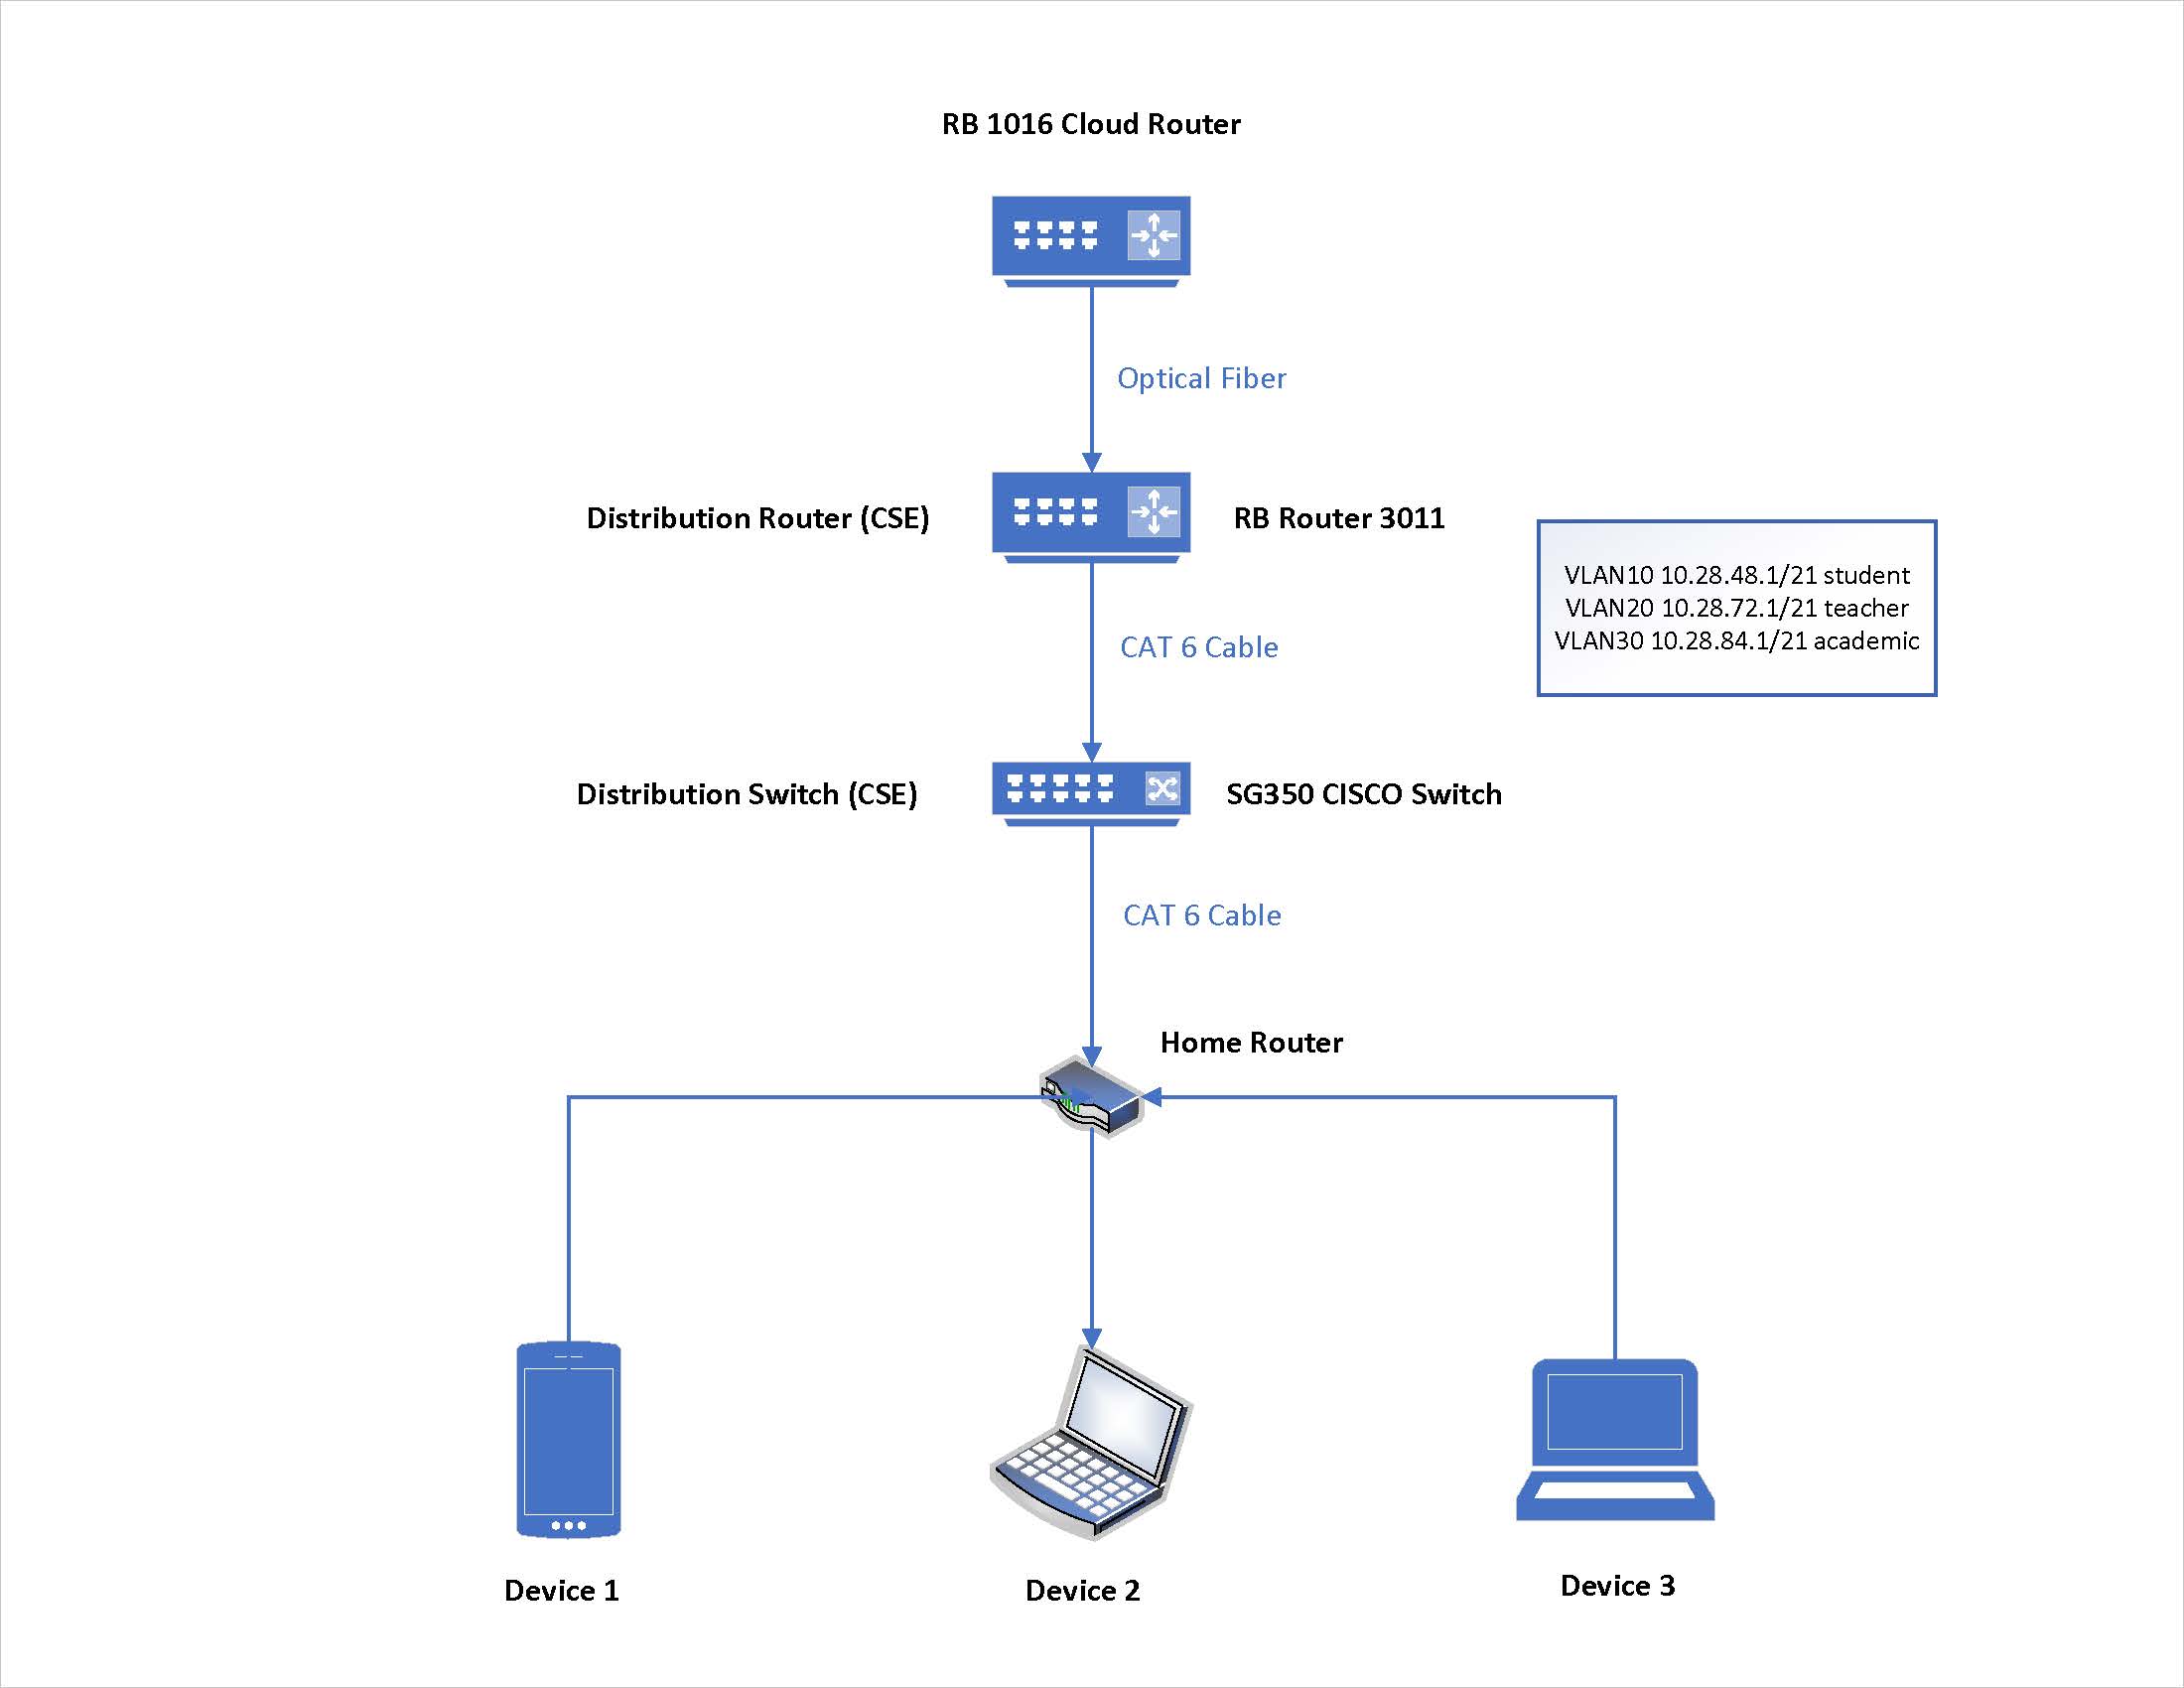 RB 1016 Cloud Router
Optical Fiber
Distribution Router (CSE)
RB Router 3011
VLAN10 10.28.48.1/21 student
VLAN20 10.28.72.1/21 teacher
VLAN30 10.28.84.1/21 academic
CAT 6 Cable
Distribution Switch (CSE)
SG350 CISCO Switch
CAT 6 Cable
Home Router
Device 1
Device 2
Device 3